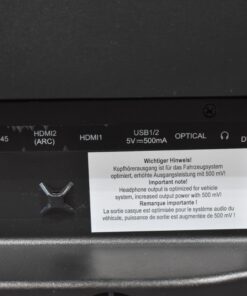 45
HDMI2
(ARC)
HDMI1
USB1/2
5V⎓500mA
OPTICAL
D
Wichtiger Hinweis!
Kopfhörerausgang ist für das Fahrzeugsystem
optimiert, erhöhte Ausgangsleistung mit 500 mV!
Important note!
Headphone output is optimized for vehicle
system, increased output power with 500 mV!
Remarque importante !
La sortie casque est optimisée pour le système audio du
véhicule, puissance de sortie est augmentée de 500 mV !